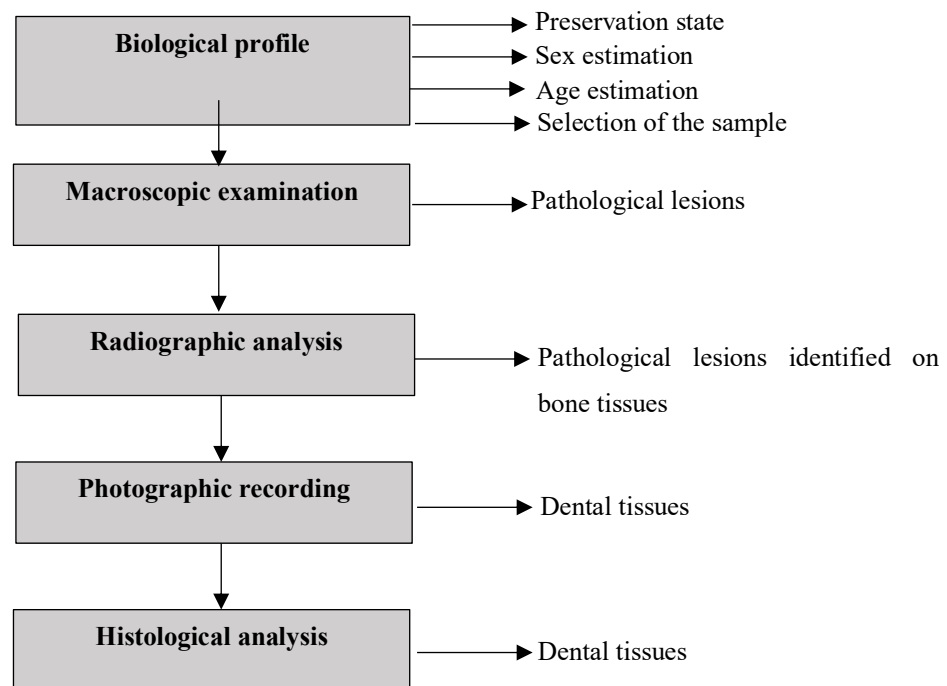 Biological profile
Preservation state
Sex estimation
Age estimation
Selection of the sample
Macroscopic examination
Pathological lesions
Radiographic analysis
Pathological lesions identified on
bone tissues
Photographic recording
Dental tissues
Histological analysis
Dental tissues